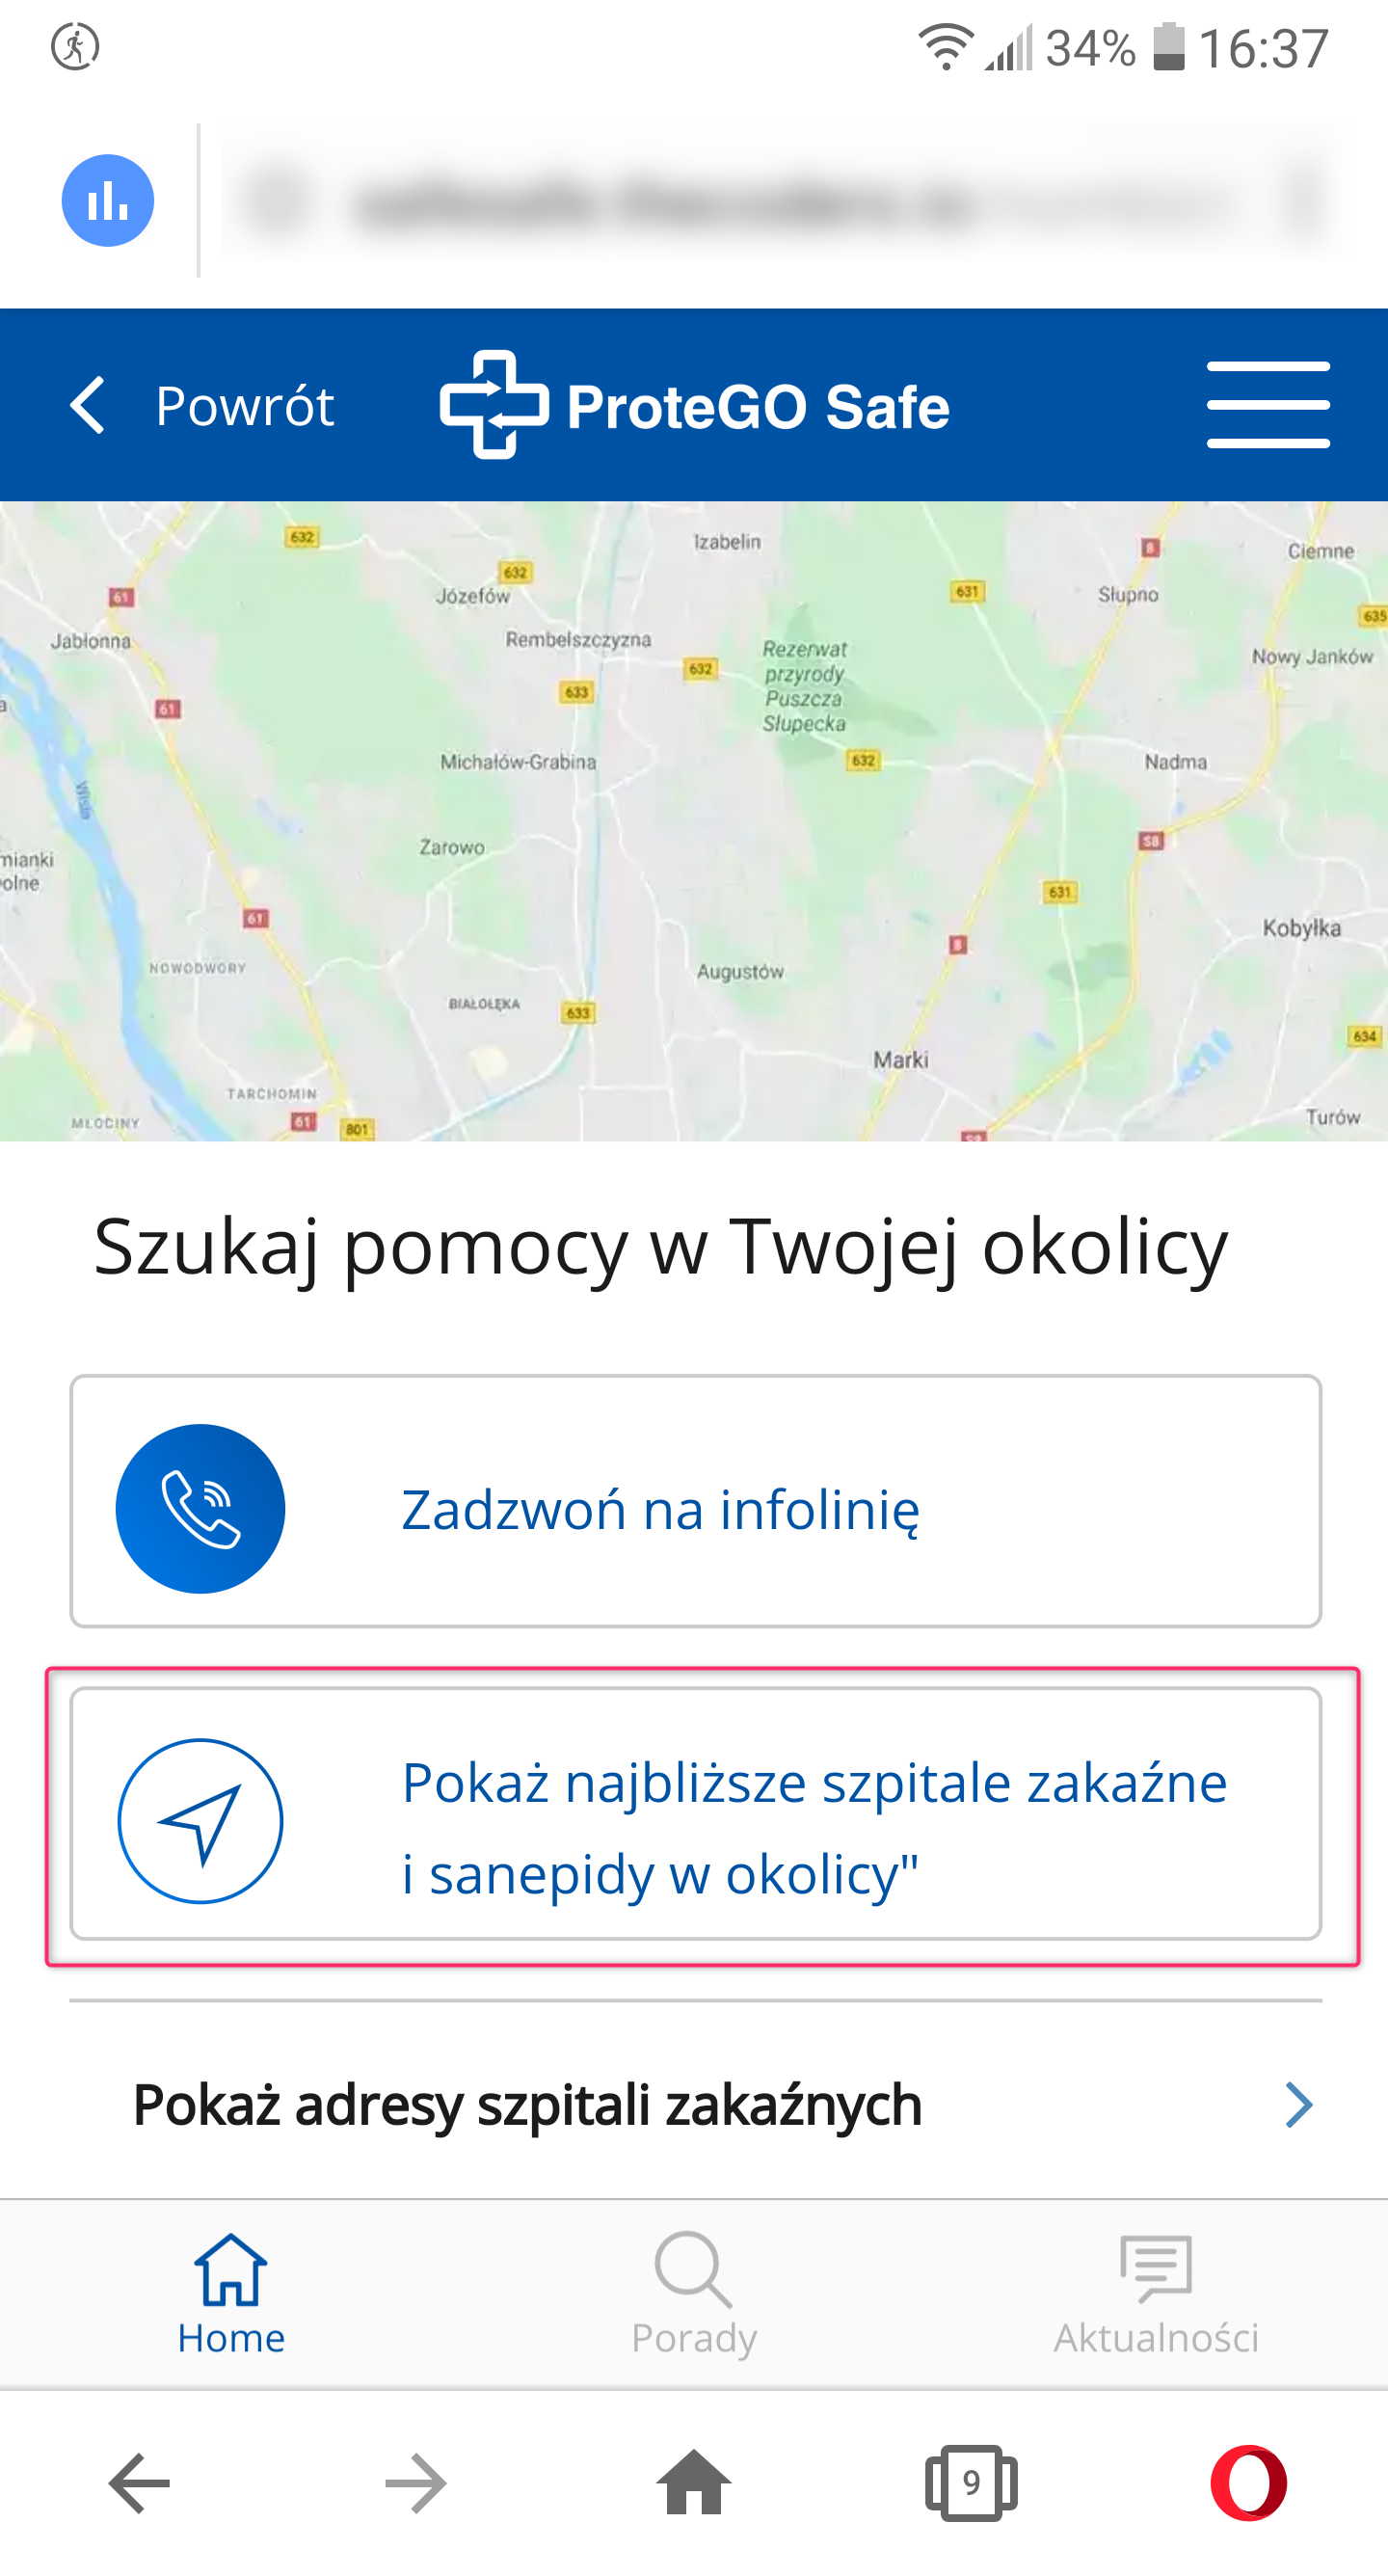 34% 16:37
Powrót ProteGO Safe
632
Izabelin
8
Ciemne
632
61
Józefów
631
Słupno
635
Jabłonna
Rembelszczyzna
Rezerwat
przyrody
Puszcza
Słupecka
Nowy Janków
632
633
61
a
Michałów-Grabina
632
Nadma
Wisła
Żarowo
S8
mianki
olne
631
61
Kobyłka
8
NOWODWORY
Augustów
BIAŁOŁĘKA
633
634
Marki
TARCHOMIN
61
MŁOCINY
801
Turów
S8
Szukaj pomocy w Twojej okolicy
Zadzwoń na infolinię
Pokaż najbliższe szpitale zakaźne
i sanepidy w okolicy"
Pokaż adresy szpitali zakaźnych
Home Porady Aktualności
9